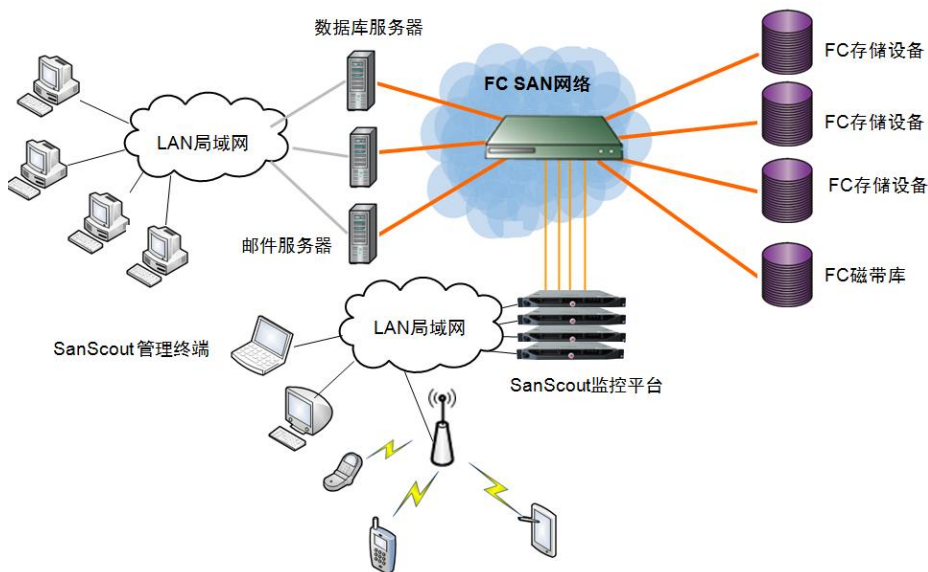 数据库服务器
FC SAN网络
FC存储设备
LAN局域网
FC存储设备
FC存储设备
邮件服务器
FC磁带库
LAN局域网
SanScout管理终端
SanScout监控平台